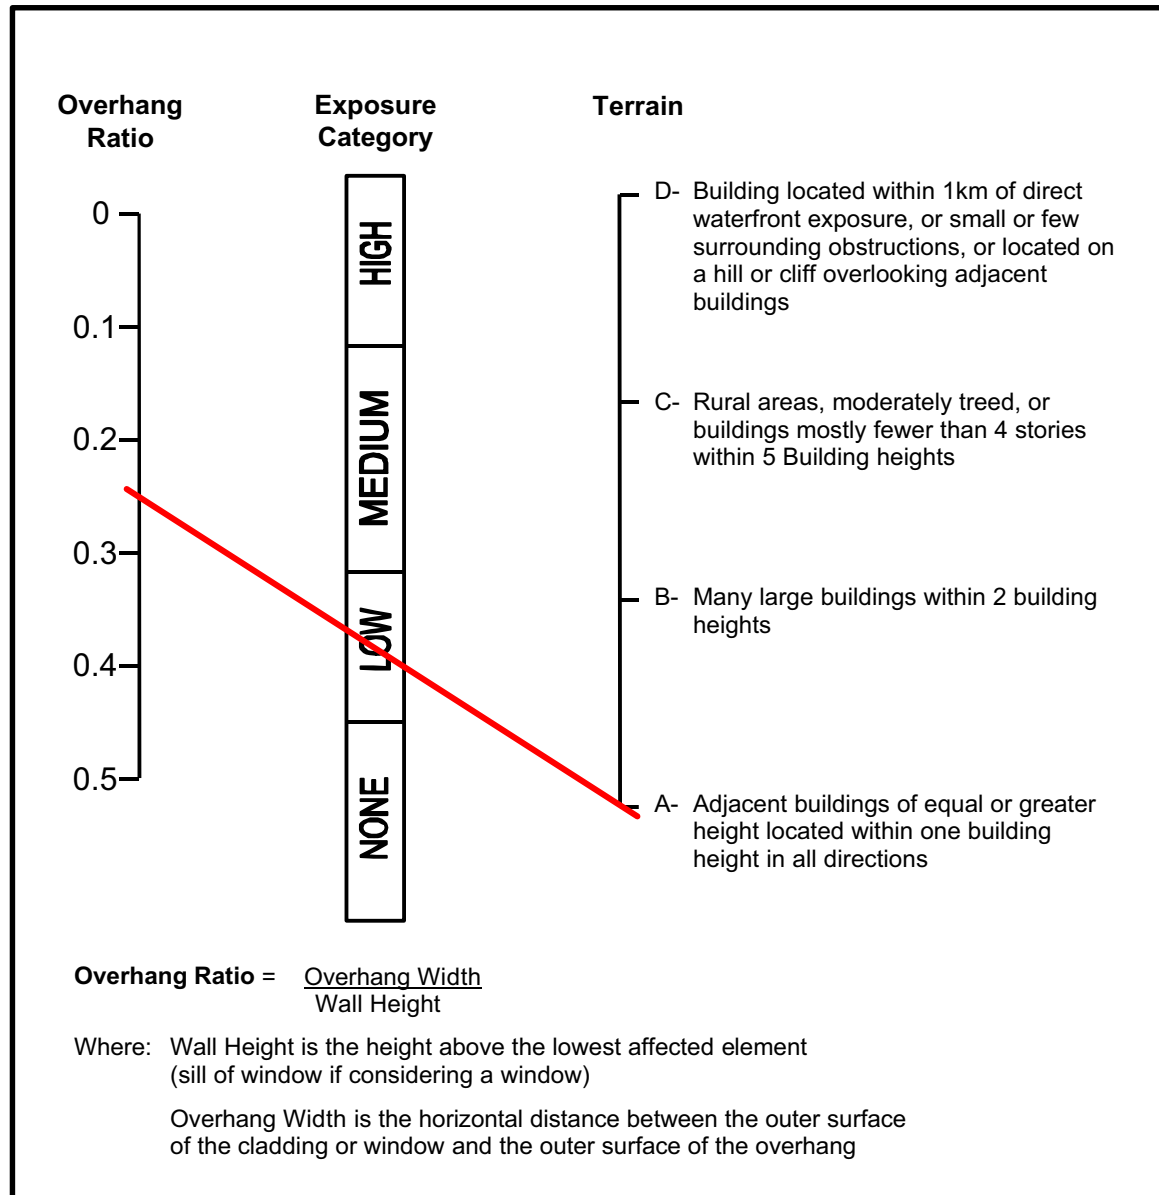 Overhang
Ratio
Exposure
Category
Terrain
0
0.1
0.2
0.3
0.4
0.5
HIGH
MEDIUM
LOW
NONE
D- Building located within 1km of direct
waterfront exposure, or small or few
surrounding obstructions, or located on
a hill or cliff overlooking adjacent
buildings
C- Rural areas, moderately treed, or
buildings mostly fewer than 4 stories
within 5 Building heights
B- Many large buildings within 2 building
heights
A- Adjacent buildings of equal or greater
height located within one building
height in all directions
Overhang Ratio = Overhang Width
Wall Height
Where: Wall Height is the height above the lowest affected element
(sill of window if considering a window)
Overhang Width is the horizontal distance between the outer surface
of the cladding or window and the outer surface of the overhang